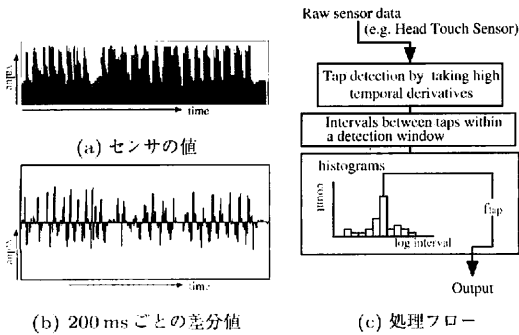 value
time
(a) センサの値
value
time
(b) 200 ms ごとの差分値
Raw sensor data
(e.g. Head Touch Sensor)
Tap detection by taking high
temporal derivatives
Intervals between taps within
a detection window
histograms
count
log interval
ftap
Output
(c) 処理フロー